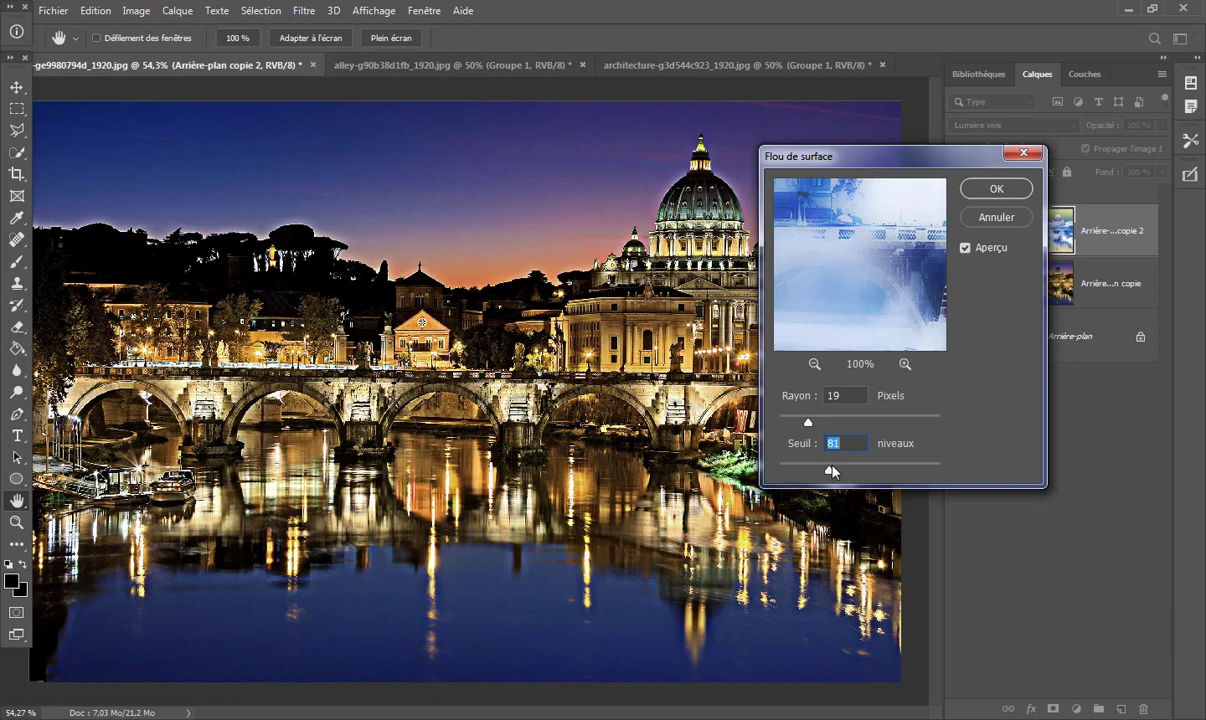 Fichier Edition Image Calque Texte Sélection Filtre 3D Affichage Fenêtre Aide
Défilement des fenêtres 100 % Adapter à l'écran Plein écran
-ge9980794d_1920.jpg @ 54,3% (Arrière-plan copie 2, RVB/8) * × alley-g90b38d1fb_1920.jpg @ 50% (Groupe 1, RVB/8) * × architecture-g3d544c923_1920.jpg @ 50% (Groupe 1, RVB/8) * ×
Bibliothèques Calques Couches
Type
Lumière vive Opacité : 100 %
Propager l'image 1
Fond : 100 %
Arrière-...copie 2
Arrière...n copie
Arrière-plan
Flou de surface
OK
Annuler
Aperçu
100%
Rayon : 19 Pixels
Seuil : 81 niveaux
54,27 % Doc : 7,03 Mo/21,2 Mo